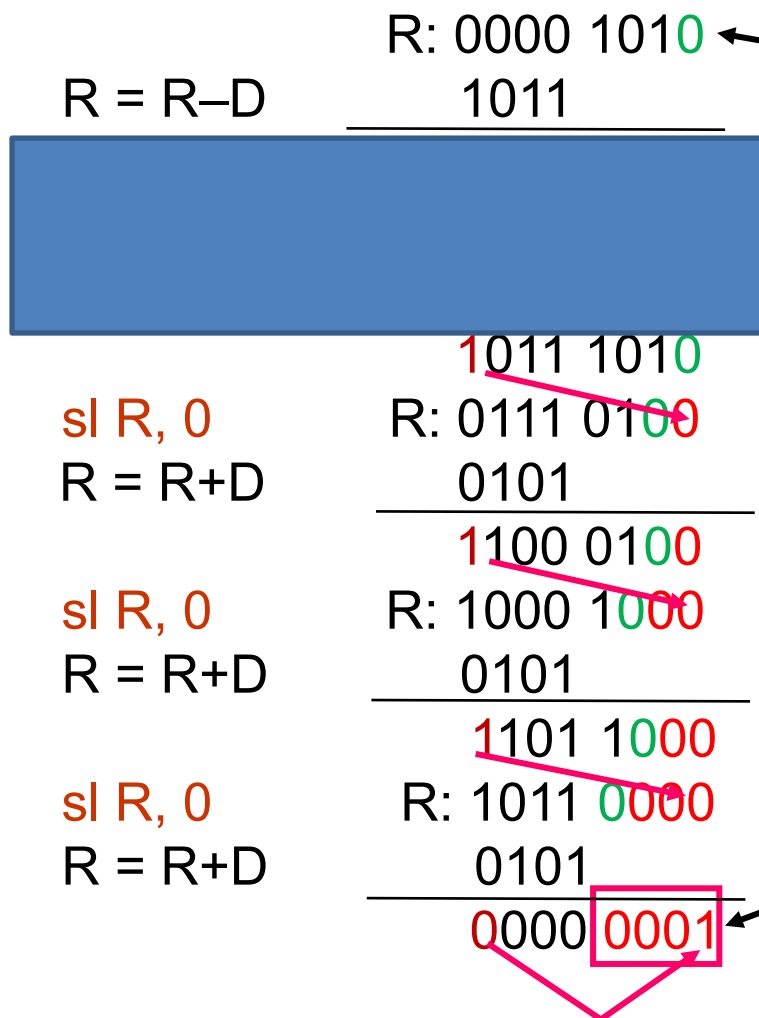 R: 0000 1010
R = R–D 1011
1011 1010
sl R, 0 R: 0111 0100
R = R+D 0101
1100 0100
sl R, 0 R: 1000 1000
R = R+D 0101
1101 1000
sl R, 0 R: 1011 0000
R = R+D 0101
0000 0001